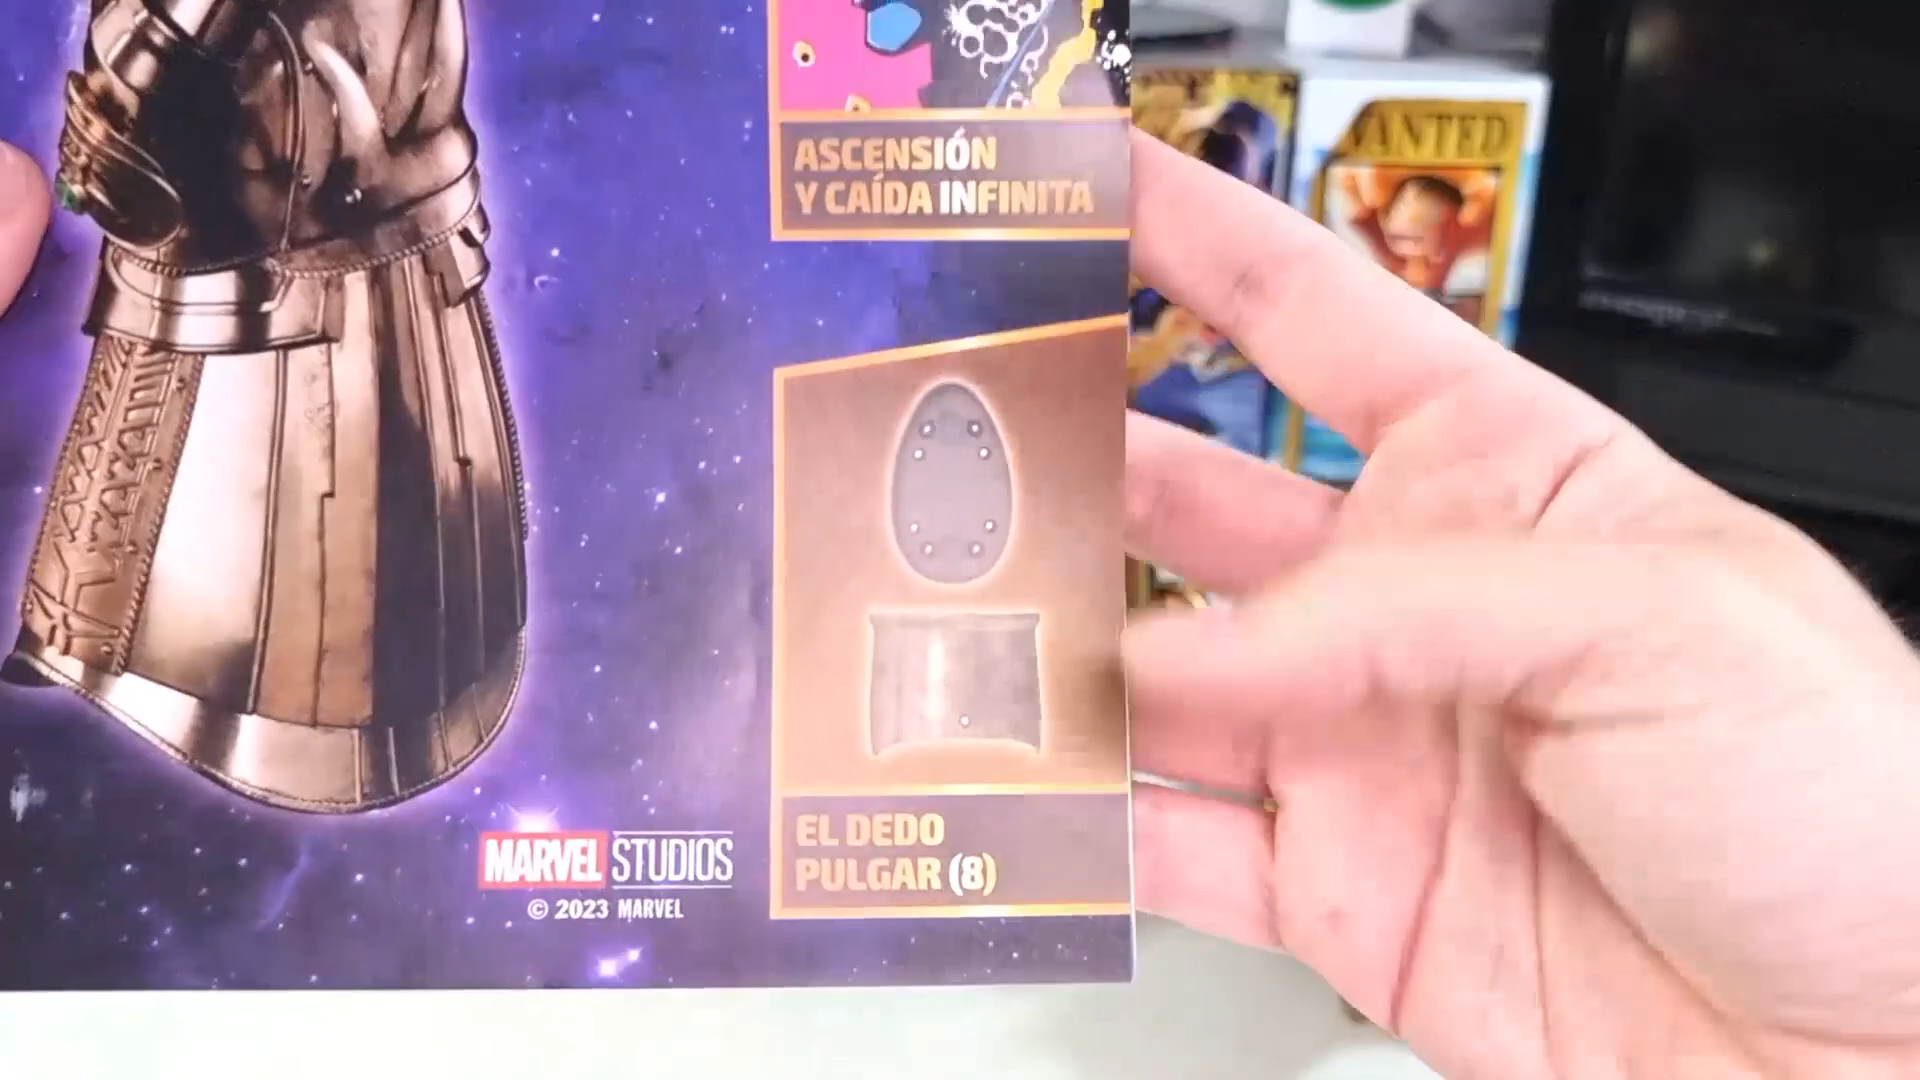 ASCENSIÓN
Y CAÍDA INFINITA
WANTED
EL DEDO
PULGAR (8)
MARVEL STUDIOS
© 2023 MARVEL